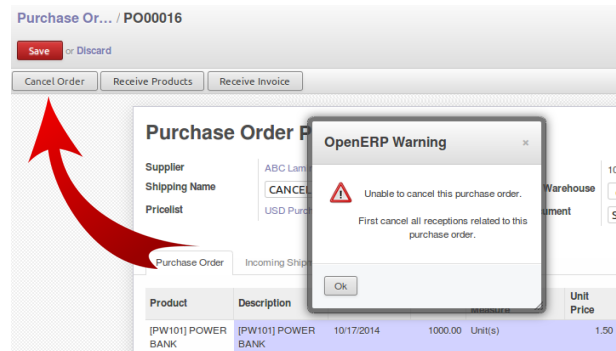 Purchase Or... / PO00016
Save or Discard
Cancel Order Receive Products Receive Invoice
Purchase Order P
OpenERP Warning ×
Supplier ABC Lam
Shipping Name CANCEL Warehouse
Pricelist USD Purch
Unable to cancel this purchase order.
First cancel all receptions related to this
purchase order.
Ok
Purchase Order Incoming Ship
Product Description Measure Unit
Price
[PW101] POWER [PW101] POWER 10/17/2014 1000.00 Unit(s) 1.50
BANK BANK